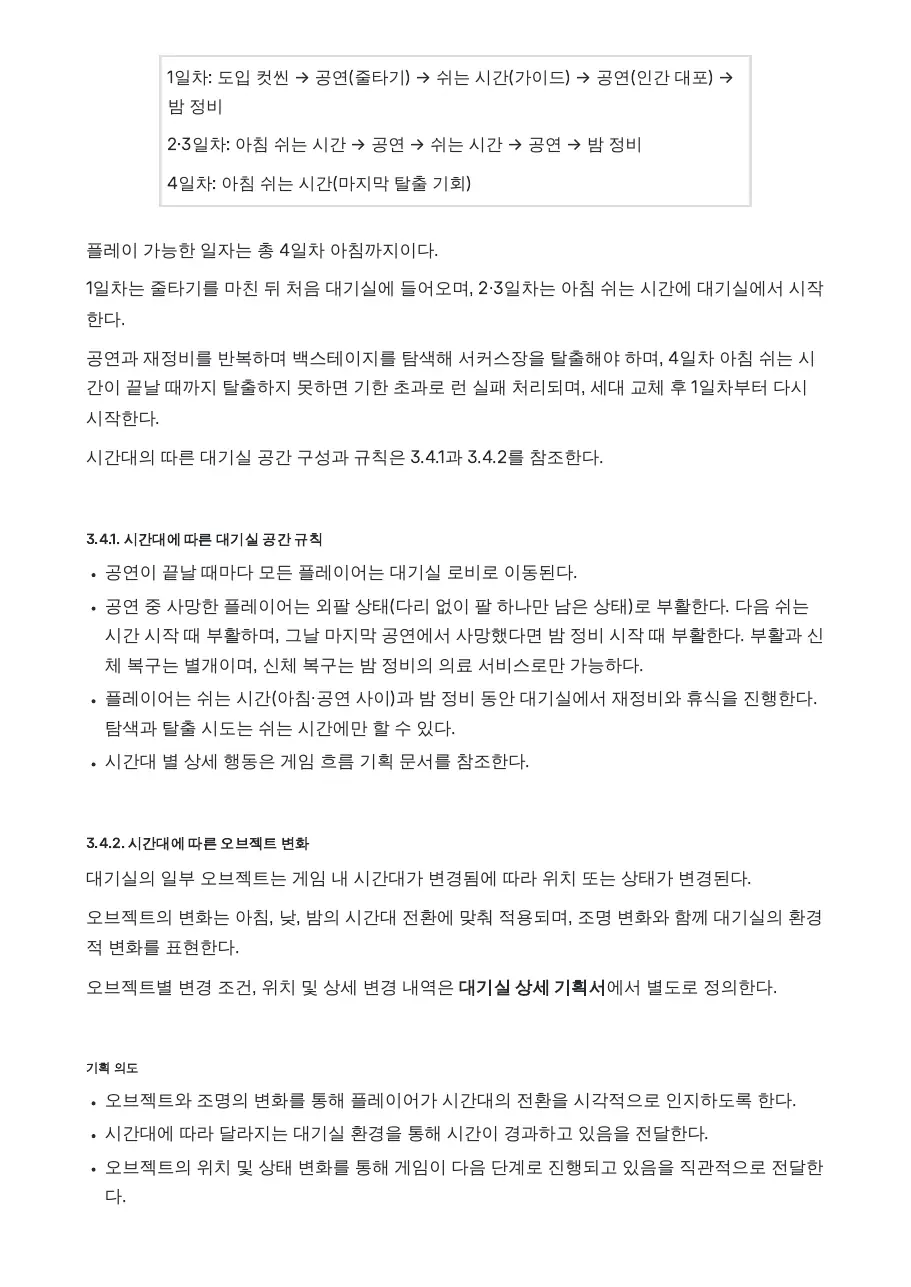 1일차: 도입 컷씬 → 공연(줄타기) → 쉬는 시간(가이드) → 공연(인간 대포) →
밤 정비
2·3일차: 아침 쉬는 시간 → 공연 → 쉬는 시간 → 공연 → 밤 정비
4일차: 아침 쉬는 시간(마지막 탈출 기회)
플레이 가능한 일자는 총 4일차 아침까지이다.
1일차는 줄타기를 마친 뒤 처음 대기실에 들어오며, 2·3일차는 아침 쉬는 시간에 대기실에서 시작
한다.
공연과 재정비를 반복하며 백스테이지를 탐색해 서커스장을 탈출해야 하며, 4일차 아침 쉬는 시
간이 끝날 때까지 탈출하지 못하면 기한 초과로 런 실패 처리되며, 세대 교체 후 1일차부터 다시
시작한다.
시간대의 따른 대기실 공간 구성과 규칙은 3.4.1과 3.4.2를 참조한다.
3.4.1. 시간대에 따른 대기실 공간 규칙
• 공연이 끝날 때마다 모든 플레이어는 대기실 로비로 이동된다.
• 공연 중 사망한 플레이어는 외팔 상태(다리 없이 팔 하나만 남은 상태)로 부활한다. 다음 쉬는
시간 시작 때 부활하며, 그날 마지막 공연에서 사망했다면 밤 정비 시작 때 부활한다. 부활과 신
체 복구는 별개이며, 신체 복구는 밤 정비의 의료 서비스로만 가능하다.
• 플레이어는 쉬는 시간(아침·공연 사이)과 밤 정비 동안 대기실에서 재정비와 휴식을 진행한다.
탐색과 탈출 시도는 쉬는 시간에만 할 수 있다.
• 시간대 별 상세 행동은 게임 흐름 기획 문서를 참조한다.
3.4.2. 시간대에 따른 오브젝트 변화
대기실의 일부 오브젝트는 게임 내 시간대가 변경됨에 따라 위치 또는 상태가 변경된다.
오브젝트의 변화는 아침, 낮, 밤의 시간대 전환에 맞춰 적용되며, 조명 변화와 함께 대기실의 환경
적 변화를 표현한다.
오브젝트별 변경 조건, 위치 및 상세 변경 내역은 대기실 상세 기획서에서 별도로 정의한다.
기획 의도
• 오브젝트와 조명의 변화를 통해 플레이어가 시간대의 전환을 시각적으로 인지하도록 한다.
• 시간대에 따라 달라지는 대기실 환경을 통해 시간이 경과하고 있음을 전달한다.
• 오브젝트의 위치 및 상태 변화를 통해 게임이 다음 단계로 진행되고 있음을 직관적으로 전달한
다.